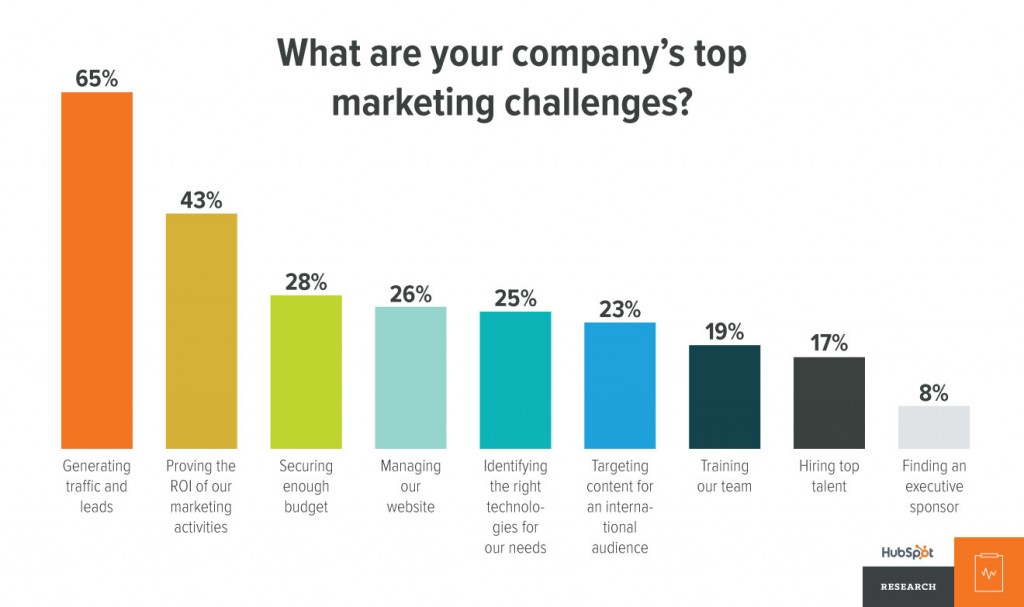 What are your company’s top
marketing challenges?
65%
43%
28%
26%
25%
23%
19%
17%
8%
Generating
traffic and
leads
Proving the
ROI of our
marketing
activities
Securing
enough
budget
Managing
our
website
Identifying
the right
technolo-
gies for
our needs
Targeting
content for
an interna-
tional
audience
Training
our team
Hiring top
talent
Finding an
executive
sponsor
HubSpot
RESEARCH